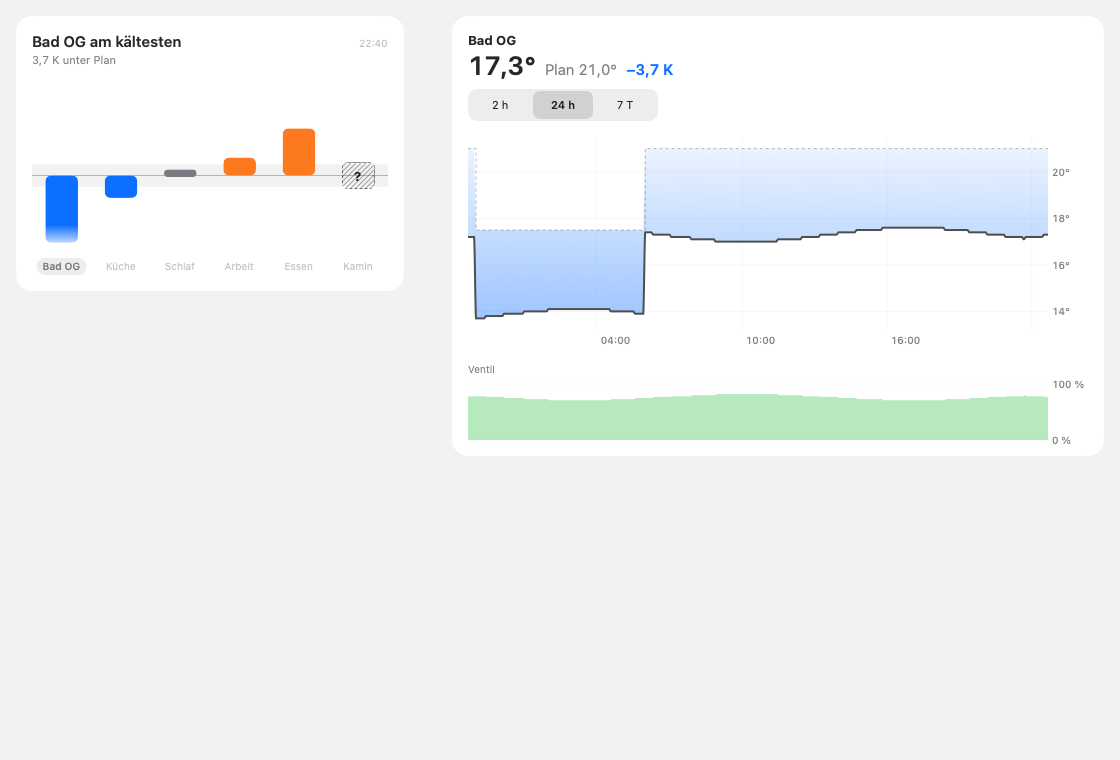 Bad OG am kältesten
22:40
3,7 K unter Plan
?
Bad OG
Küche
Schlaf
Arbeit
Essen
Kamin
Bad OG
17,3° Plan 21,0° −3,7 K
2 h
24 h
7 T
20°
18°
16°
14°
04:00
10:00
16:00
Ventil
100 %
0 %